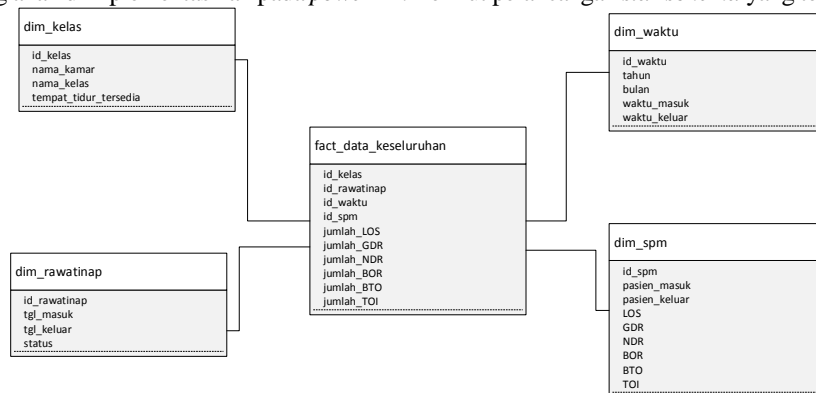 dim_kelas
id_kelas
nama_kamar
nama_kelas
tempat_tidur_tersedia
dim_waktu
id_waktu
tahun
bulan
waktu_masuk
waktu_keluar
fact_data_keseluruhan
id_kelas
id_rawatinap
id_waktu
id_spm
jumlah_LOS
jumlah_GDR
jumlah_NDR
jumlah_BOR
jumlah_BTO
jumlah_TOI
dim_rawatinap
id_rawatinap
tgl_masuk
tgl_keluar
status
dim_spm
id_spm
pasien_masuk
pasien_keluar
LOS
GDR
NDR
BOR
BTO
TOI